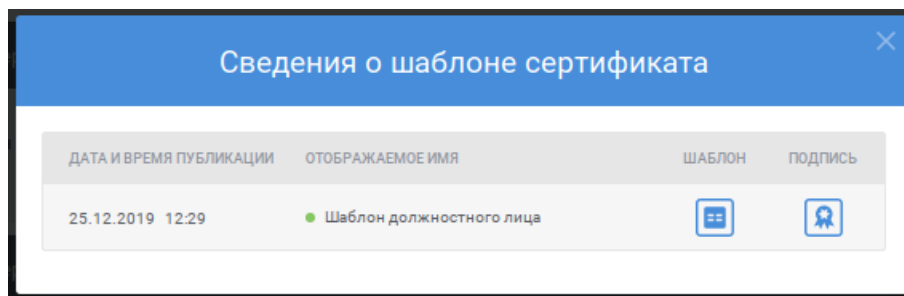 Сведения о шаблоне сертификата
ДАТА И ВРЕМЯ ПУБЛИКАЦИИ ОТОБРАЖАЕМОЕ ИМЯ ШАБЛОН ПОДПИСЬ
25.12.2019 12:29 Шаблон должностного лица